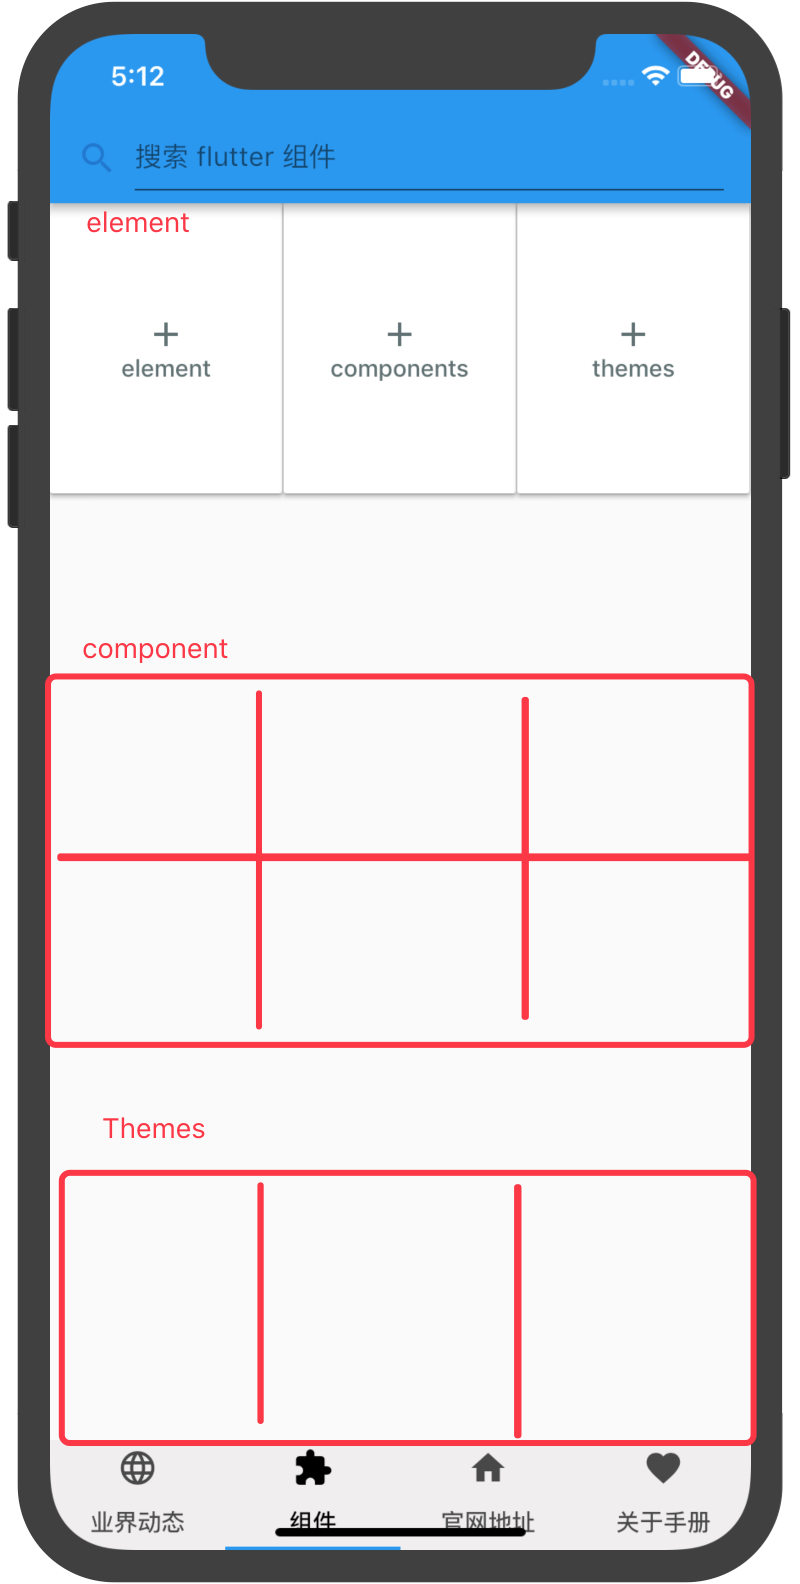 5:12
DEBUG
搜索 flutter 组件
element
element
components
themes
component
Themes
业界动态
组件
官网地址
关于手册